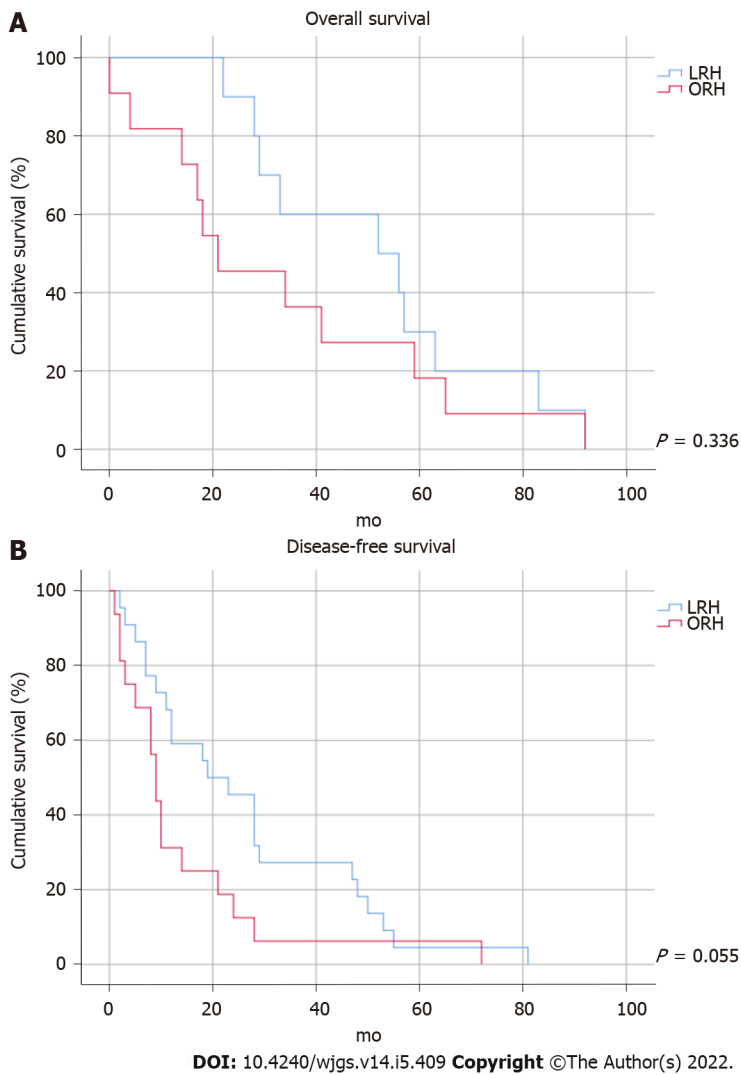 A
Overall survival
LRH
ORH
Cumulative survival (%)
100
80
60
40
20
0
P = 0.336
0 20 40 60 80 100
mo
B
Disease-free survival
LRH
ORH
Cumulative survival (%)
100
80
60
40
20
0
P = 0.055
0 20 40 60 80 100
mo
DOI: 10.4240/wjgs.v14.i5.409 Copyright ©The Author(s) 2022.